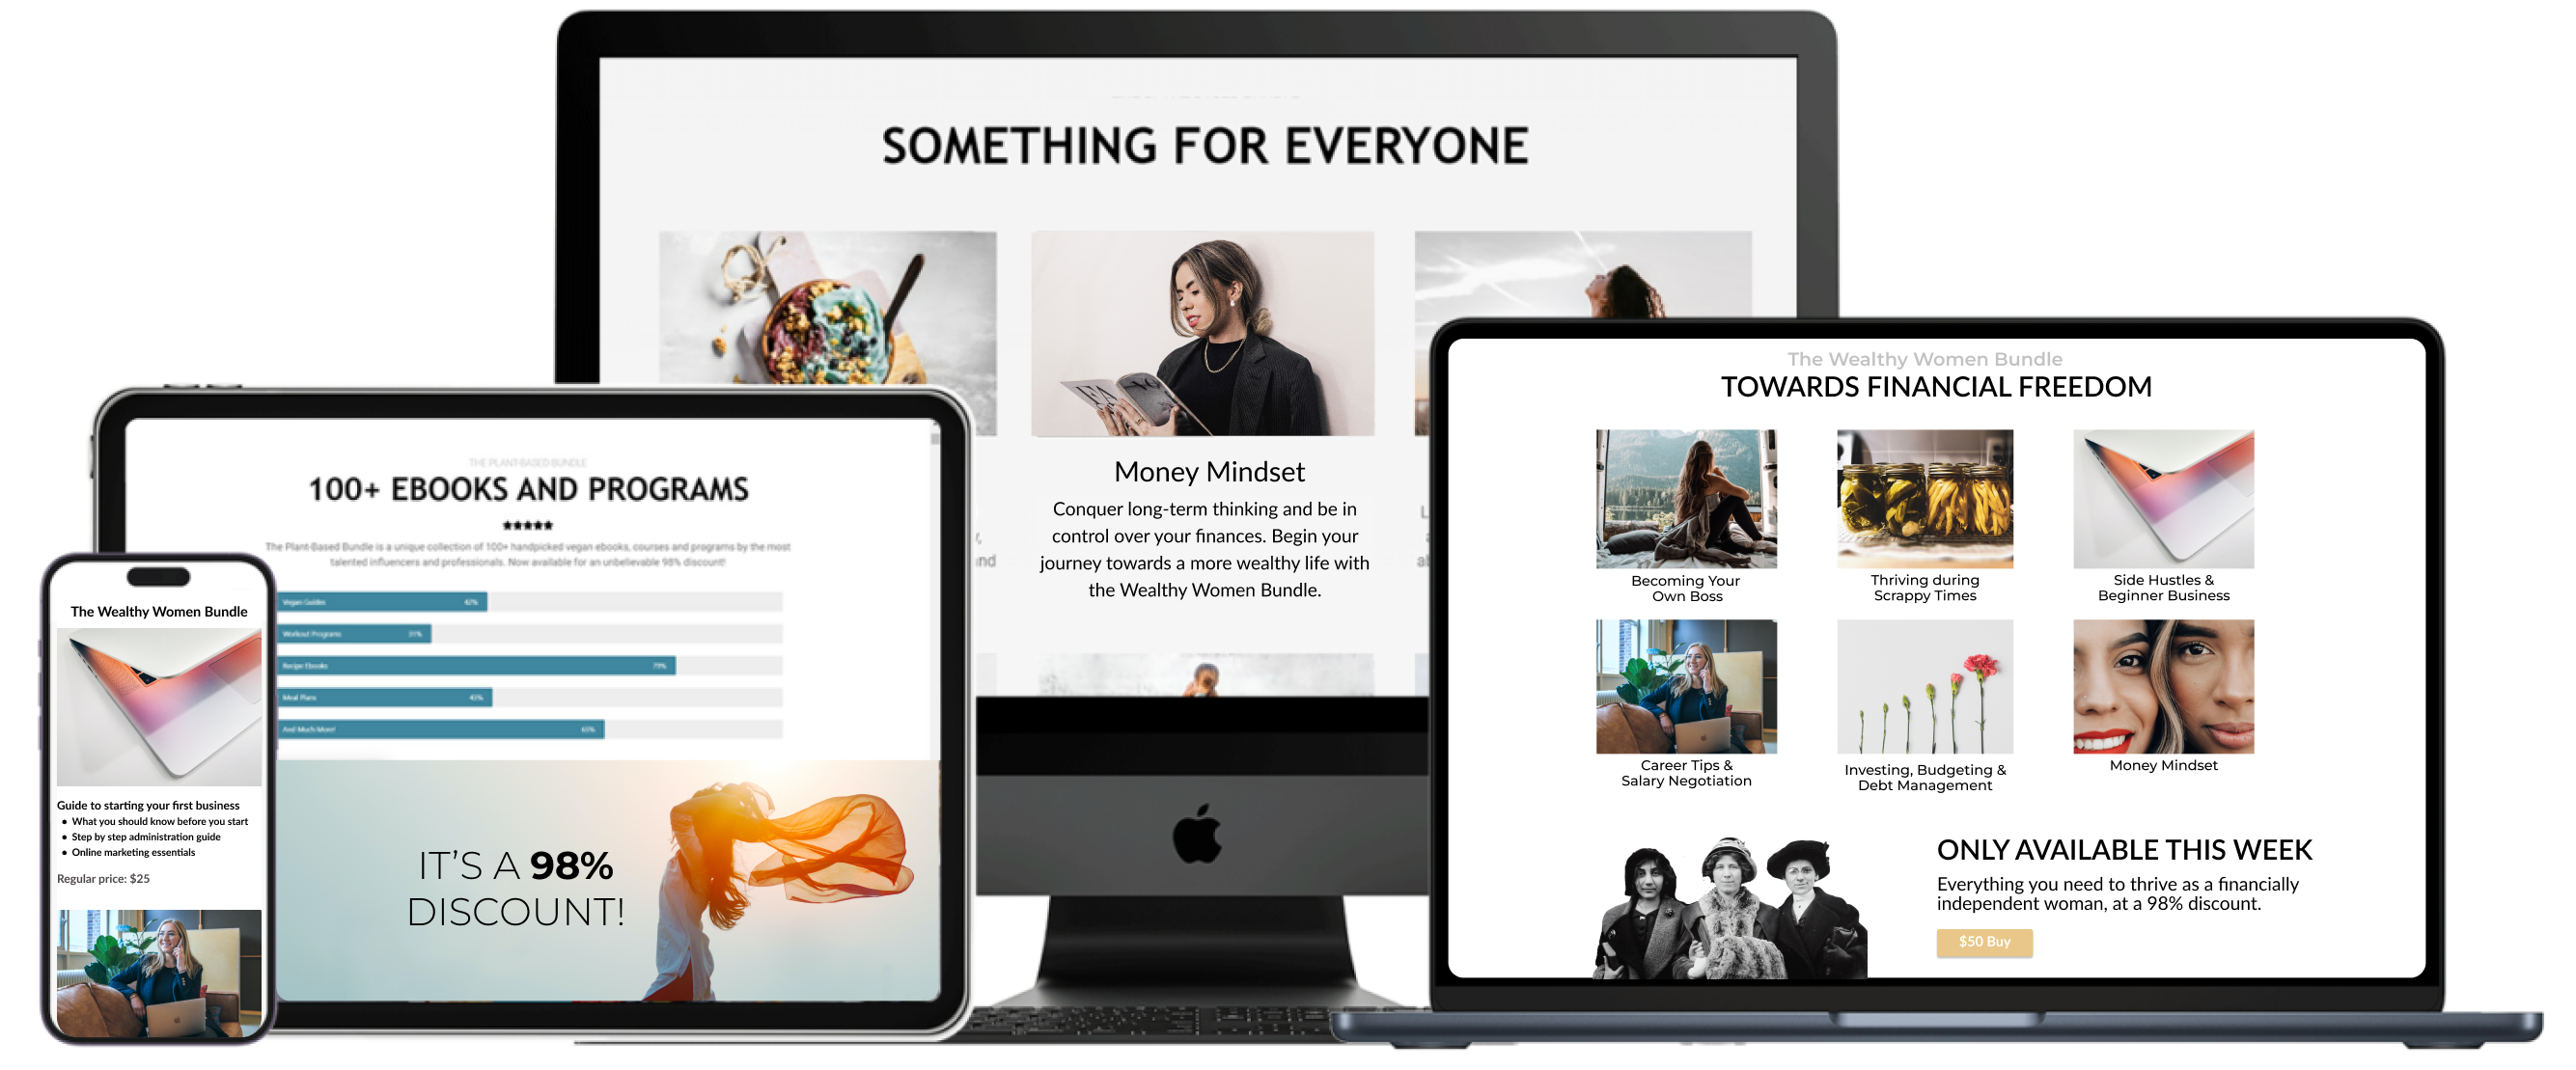 SOMETHING FOR EVERYONE
FA
VO
Money Mindset
Conquer long-term thinking and be in
control over your finances. Begin your
journey towards a more wealthy life with
the Wealthy Women Bundle.
THE PLANT-BASED BUNDLE
100+ EBOOKS AND PROGRAMS
The Plant-Based Bundle is a unique collection of 100+ handpicked vegan ebooks, courses and programs by the most
talented influencers and professionals. Now available for an unbelievable 98% discount!
Vegan Guides 42%
Workout Programs 31%
Recipe Ebooks 79%
Meal Plans 43%
And Much More! 65%
IT'S A 98%
DISCOUNT!
The Wealthy Women Bundle
Guide to starting your first business
• What you should know before you start
• Step by step administration guide
• Online marketing essentials
Regular price: $25
The Wealthy Women Bundle
TOWARDS FINANCIAL FREEDOM
Becoming Your
Own Boss
Thriving during
Scrappy Times
Side Hustles &
Beginner Business
Career Tips &
Salary Negotiation
Investing, Budgeting &
Debt Management
Money Mindset
ONLY AVAILABLE THIS WEEK
Everything you need to thrive as a financially
independent woman, at a 98% discount.
$50 Buy